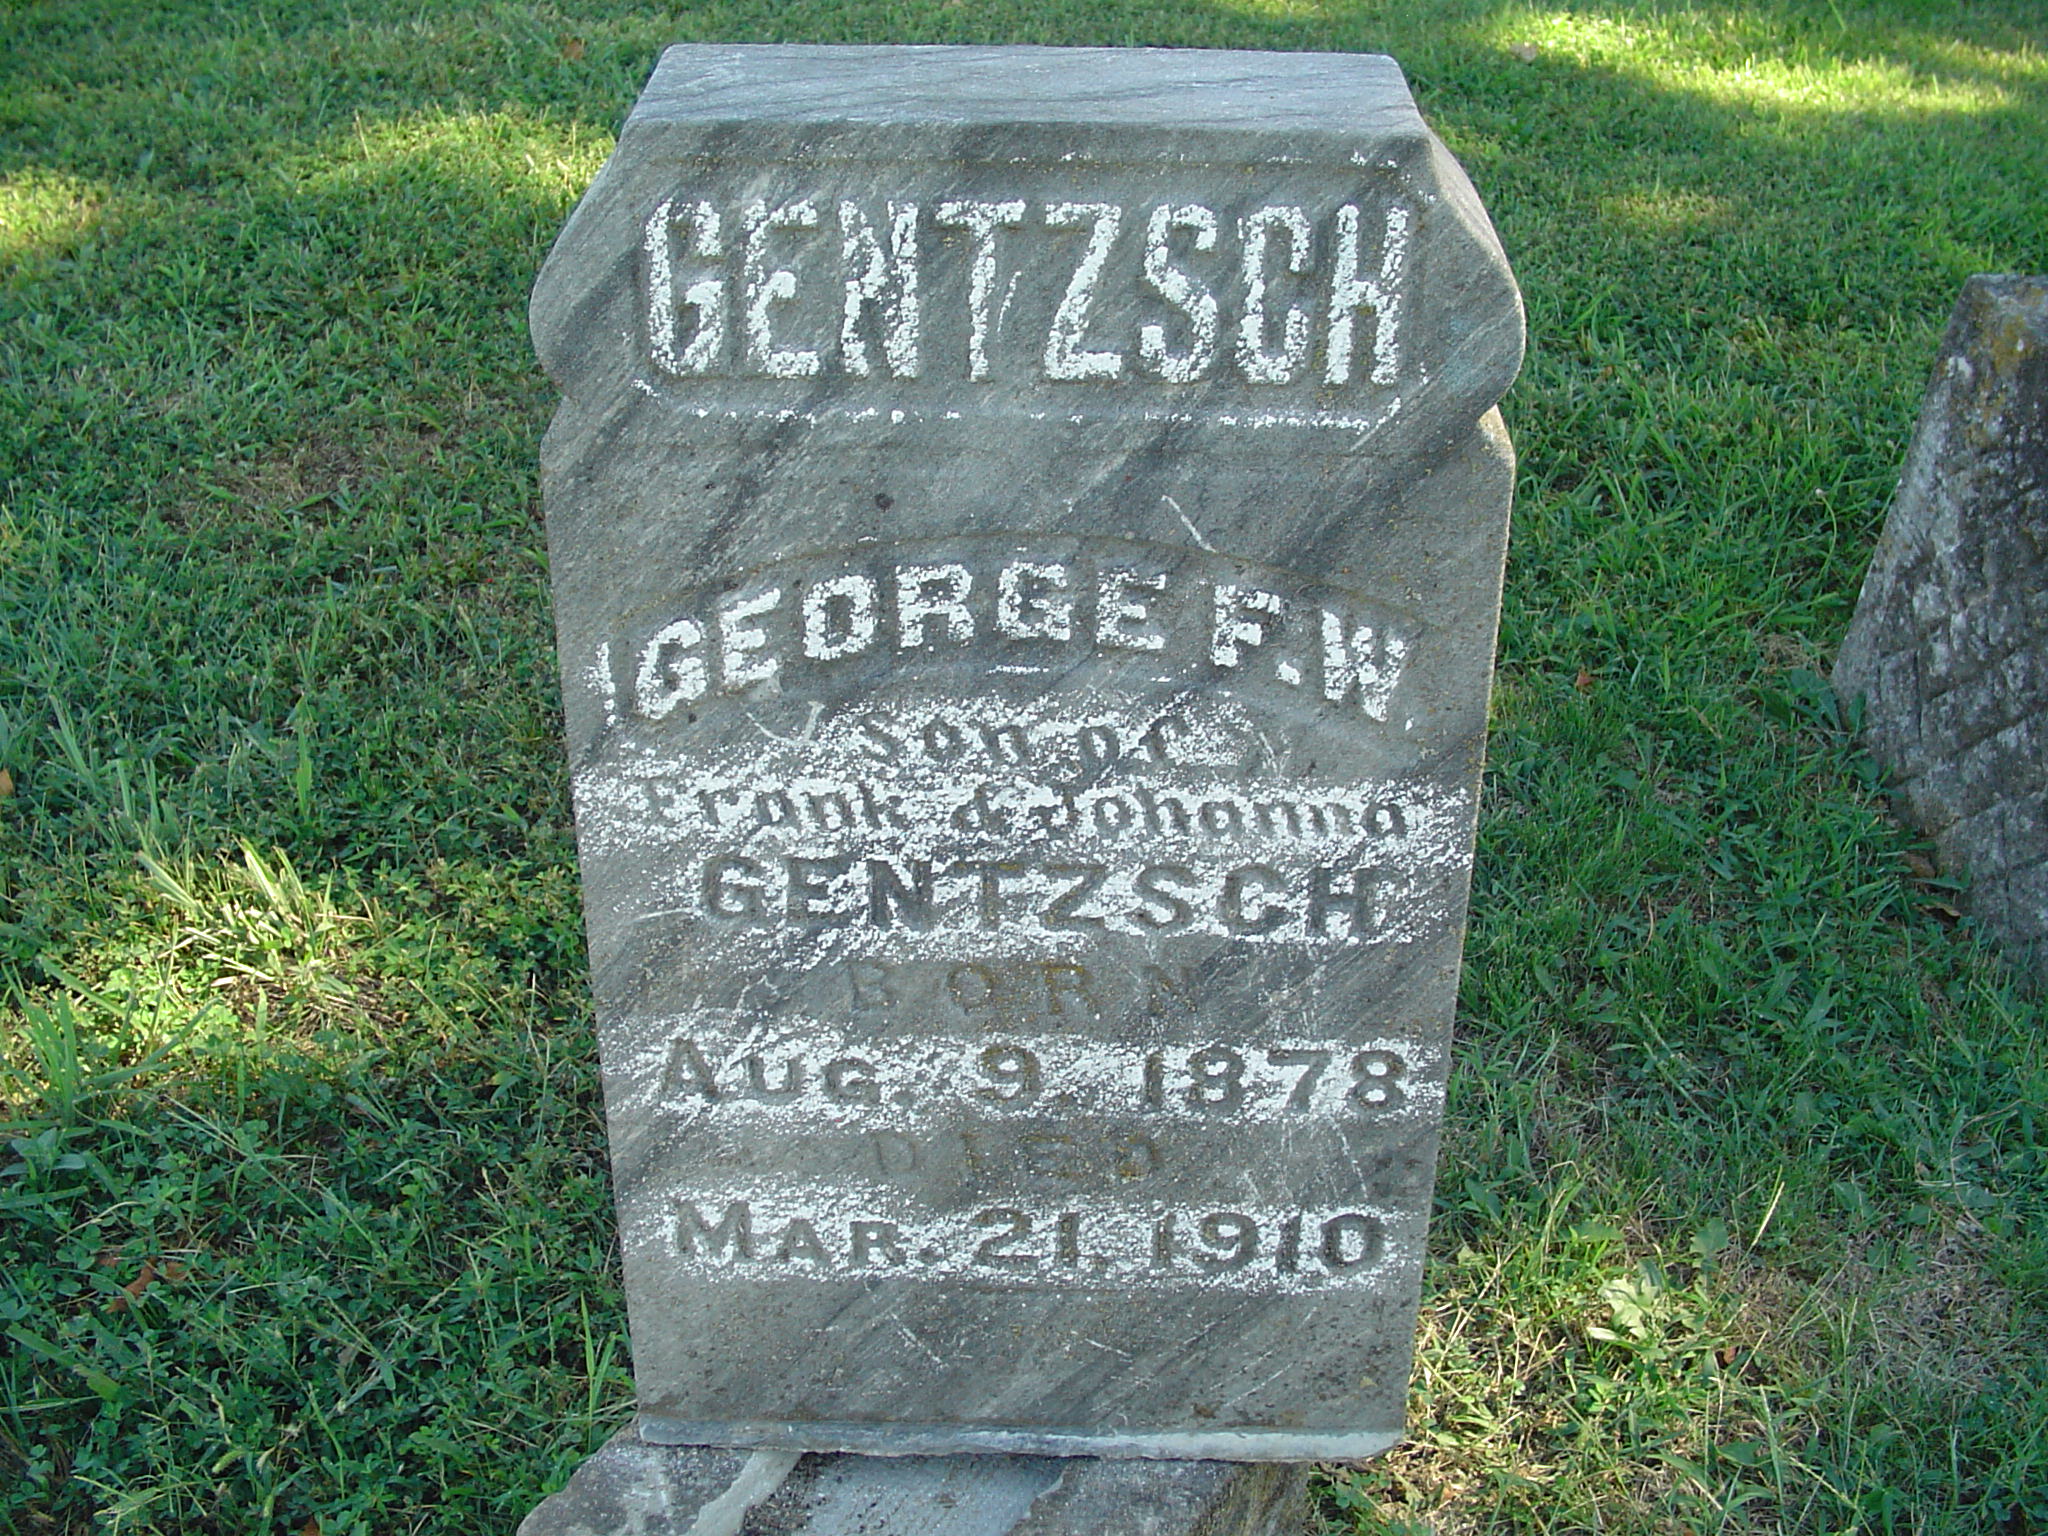 GENTZSCH
GEORGE F. W.
Son of
Frank & Johanna
GENTZSCH
BORN
AUG. 9, 1878
DIED
MAR. 21, 1910